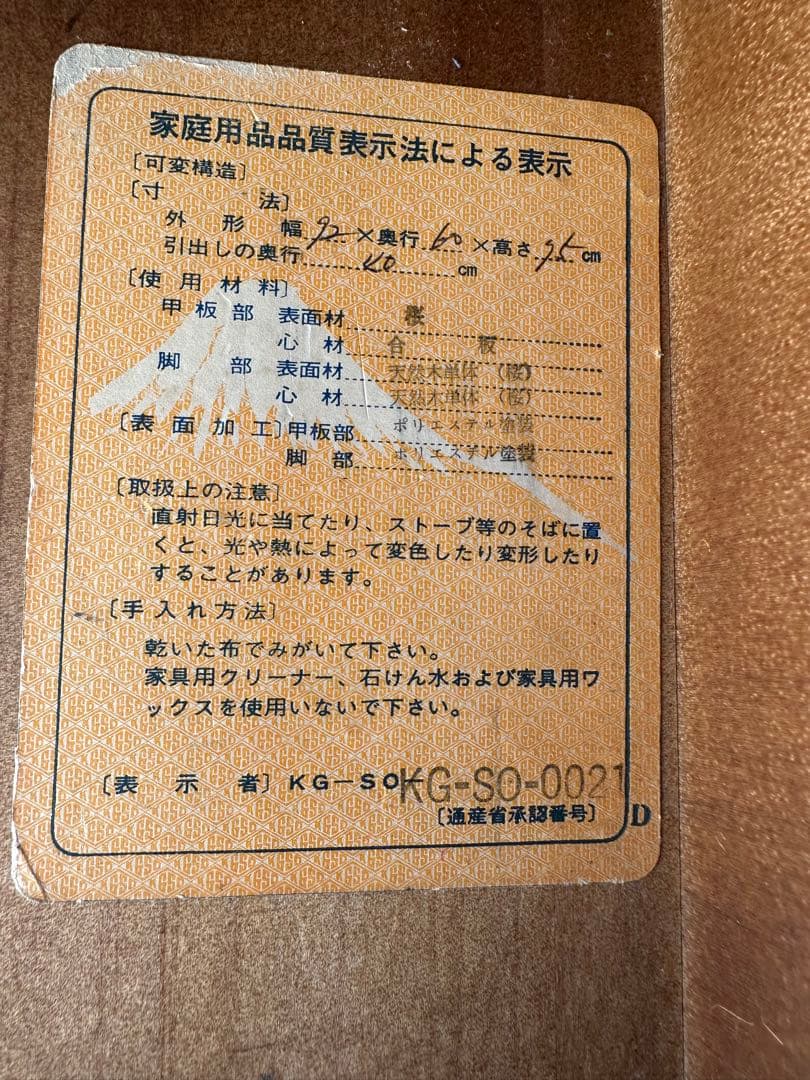 家庭用品品質表示法による表示
〔可変構造〕
〔寸 法〕
外形 幅 92 × 奥行 60 × 高さ 95 cm
引出しの奥行 40 cm
〔使用材料〕
甲板部 表面材 桜
心材 合板
脚部 表面材 天然木単体 (桜)
心材 天然木単体 (桜)
〔表面加工〕甲板部 ポリエステル塗装
脚部 ポリエステル塗装
〔取扱上の注意〕
直射日光に当てたり、ストーブ等のそばに置
くと、光や熱によって変色したり変形したり
することがあります。
〔手入れ方法〕
乾いた布でみがいて下さい。
家具用クリーナー、石けん水および家具用ワ
ックスを使用いないで下さい。
〔表示者〕KG-SO- KG-SO-0021
〔通産省承認番号〕 D